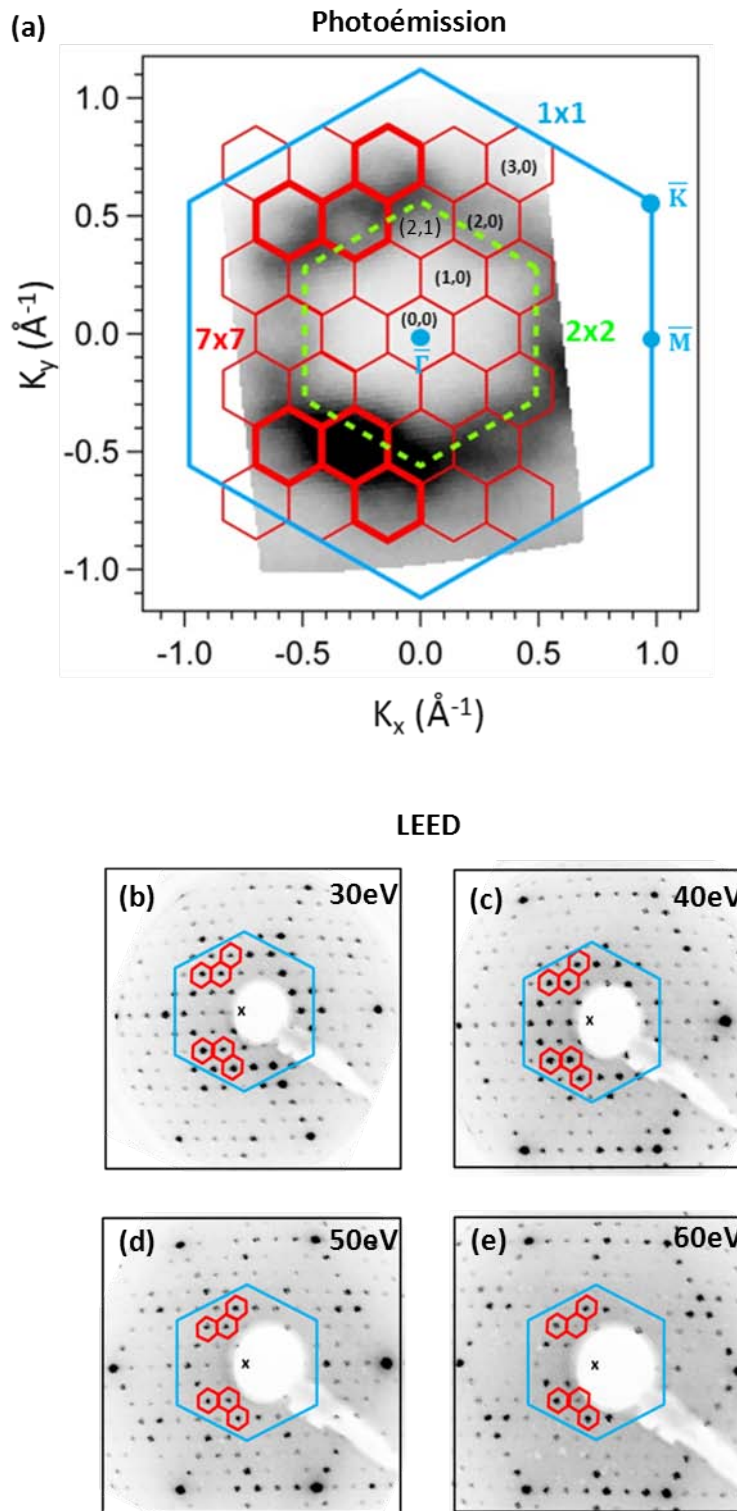 (a) Photoémission
1.0
1x1
(3,0)
K̅
0.5
(2,1) (2,0)
(1,0)
(0,0)
0.0 7x7 Γ̅ 2x2 M̅
-0.5
-1.0
K_y (Å⁻¹)
-1.0 -0.5 0.0 0.5 1.0
K_x (Å⁻¹)
LEED
(b) 30eV
x
(c) 40eV
x
(d) 50eV
x
(e) 60eV
x